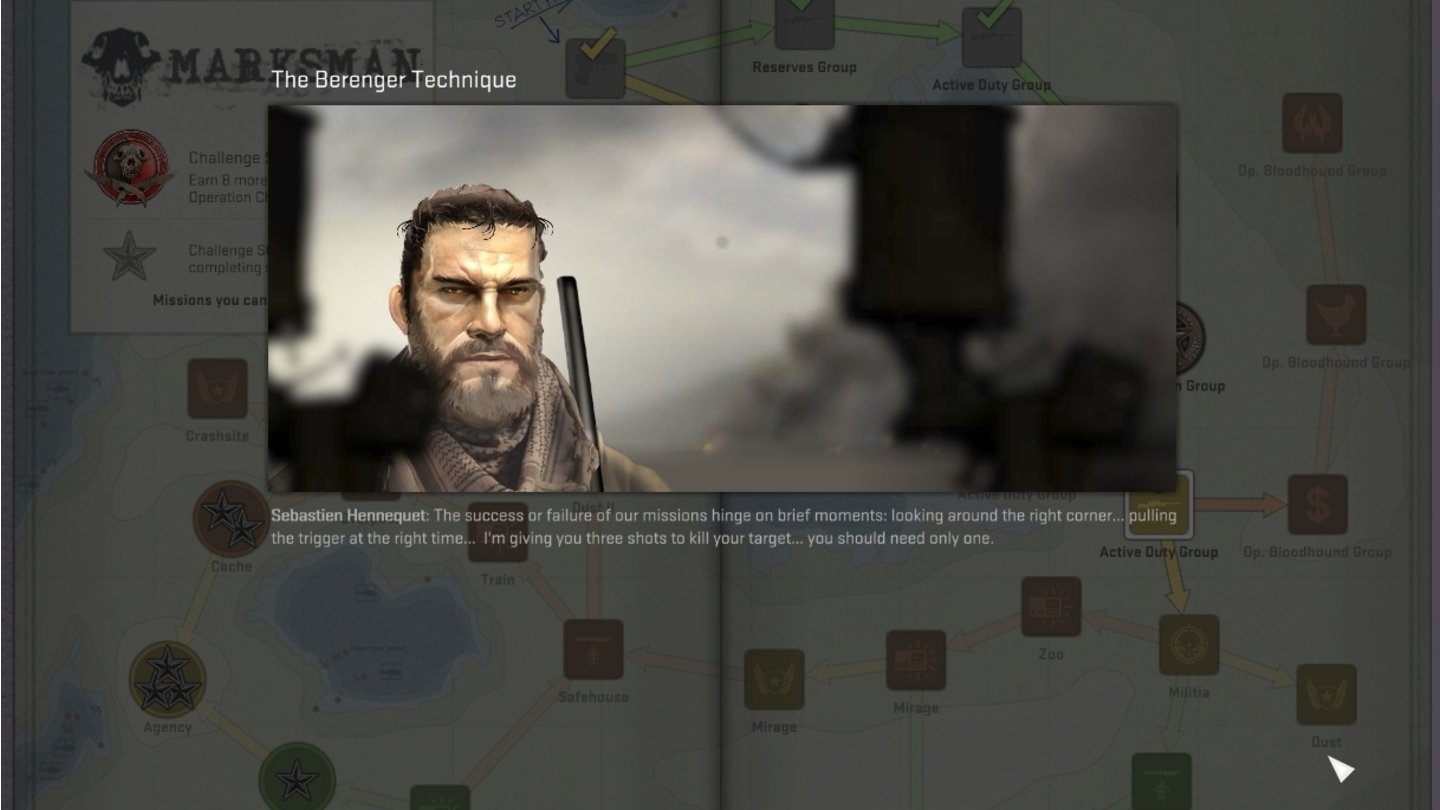 START
MARKSMAN
The Berenger Technique
Reserves Group
Active Duty Group
Challenge
Earn 8 more
Operation
Op. Bloodhound Group
Challenge
completing
Missions you can
Op. Bloodhound Group
Group
Crashsite
Active Duty Group
Sebastien Hennequet: The success or failure of our missions hinge on brief moments: looking around the right corner... pulling
the trigger at the right time... I'm giving you three shots to kill your target... you should need only one.
Active Duty Group
Op. Bloodhound Group
Cache
Train
Zoo
Safehouse
Militia
Mirage
Mirage
Agency
Dust